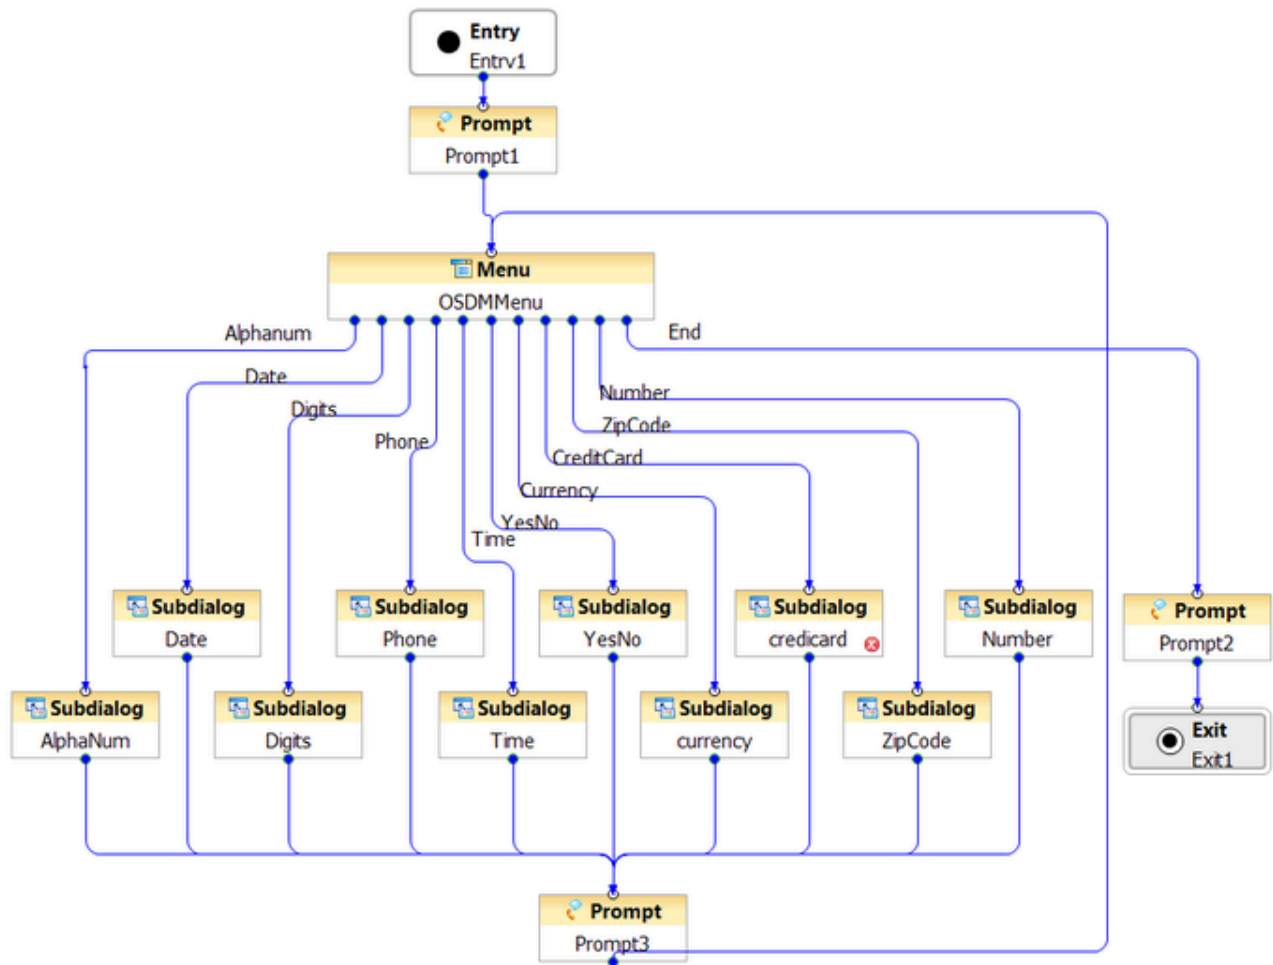 Entry
Entrv1
Prompt
Prompt1
Menu
OSDMMenu
Alphanum
End
Date
Number
Digits
ZipCode
Phone
CreditCard
Currency
YesNo
Time
Subdialog
Date
Subdialog
Phone
Subdialog
YesNo
Subdialog
credicard
Subdialog
Number
Prompt
Prompt2
Subdialog
AlphaNum
Subdialog
Digits
Subdialog
Time
Subdialog
currency
Subdialog
ZipCode
Exit
Exit1
Prompt
Prompt3